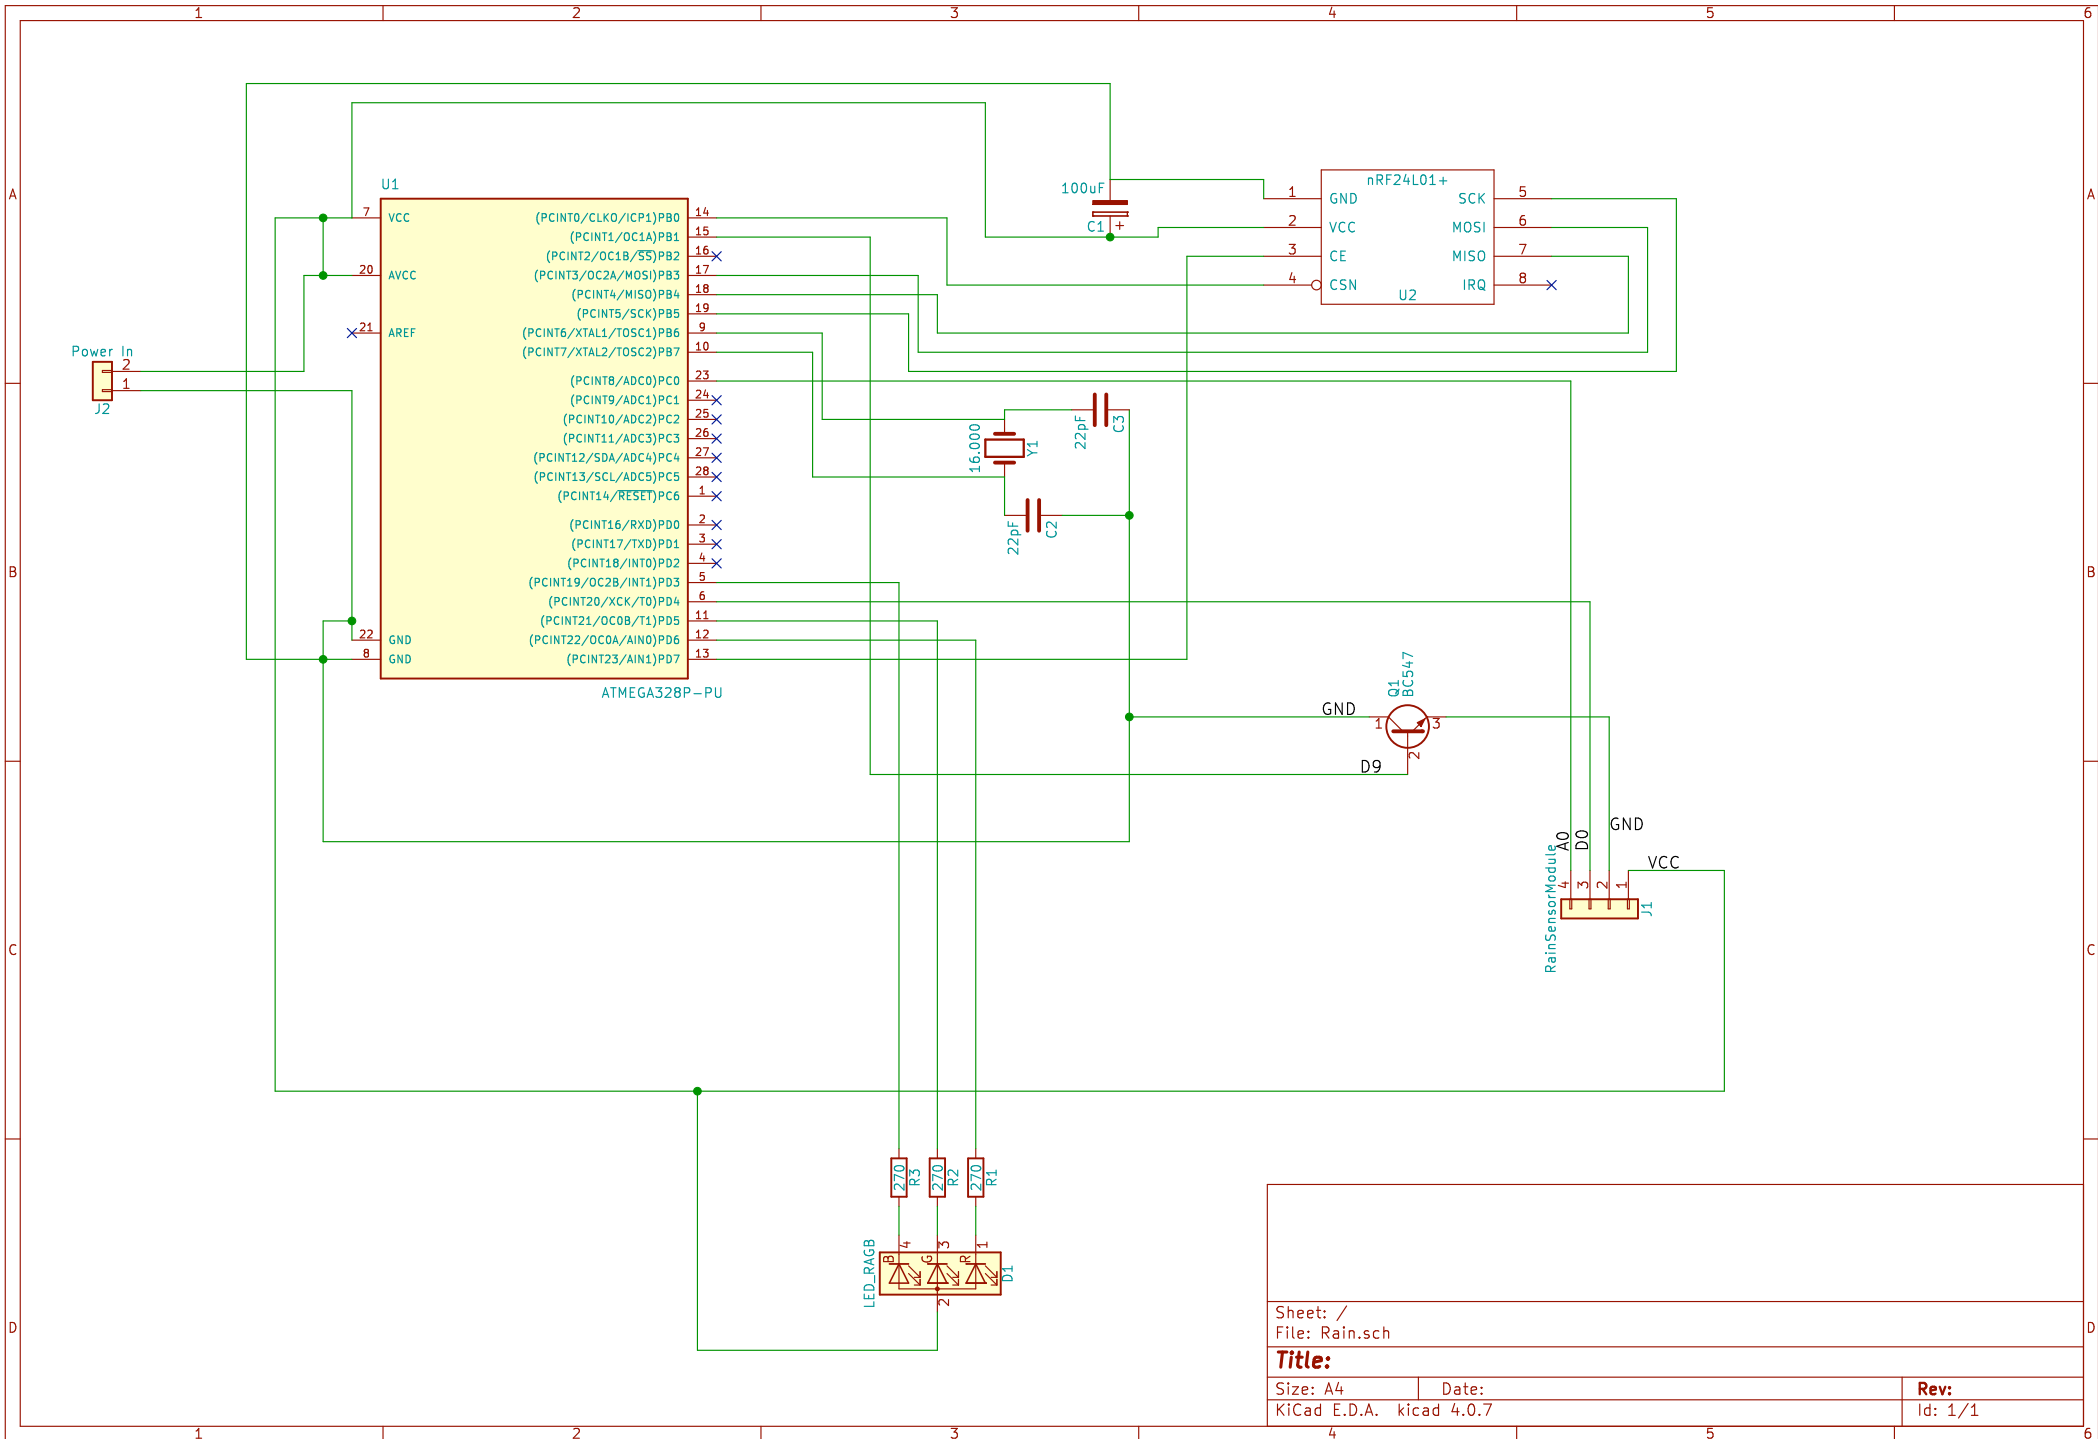 1 2 3 4 5 6
A
B
C
D
A
B
C
D
1 2 3 4 5 6
U1
7 VCC
20 AVCC
21 AREF
22 GND
8 GND
(PCINT0/CLKO/ICP1)PB0 14
(PCINT1/OC1A)PB1 15
(PCINT2/OC1B/SS)PB2 16
(PCINT3/OC2A/MOSI)PB3 17
(PCINT4/MISO)PB4 18
(PCINT5/SCK)PB5 19
(PCINT6/XTAL1/TOSC1)PB6 9
(PCINT7/XTAL2/TOSC2)PB7 10
(PCINT8/ADC0)PC0 23
(PCINT9/ADC1)PC1 24
(PCINT10/ADC2)PC2 25
(PCINT11/ADC3)PC3 26
(PCINT12/SDA/ADC4)PC4 27
(PCINT13/SCL/ADC5)PC5 28
(PCINT14/RESET)PC6 1
(PCINT16/RXD)PD0 2
(PCINT17/TXD)PD1 3
(PCINT18/INT0)PD2 4
(PCINT19/OC2B/INT1)PD3 5
(PCINT20/XCK/T0)PD4 6
(PCINT21/OC0B/T1)PD5 11
(PCINT22/OC0A/AIN0)PD6 12
(PCINT23/AIN1)PD7 13
ATMEGA328P-PU
Power In
2
1
J2
100uF
C1 +
nRF24L01+
1 GND
2 VCC
3 CE
4 CSN
SCK 5
MOSI 6
MISO 7
IRQ 8
U2
16.000
Y1
22pF
C3
22pF
C2
Q1
BC547
GND
1
3
2
D9
A0
D0
GND
VCC
RainSensorModule
4
3
2
1
J1
270
R3
270
R2
270
R1
4
3
1
B
G
R
LED_RAGB
D1
2
Sheet: /
File: Rain.sch
Title:
Size: A4 Date: Rev:
KiCad E.D.A. kicad 4.0.7 Id: 1/1